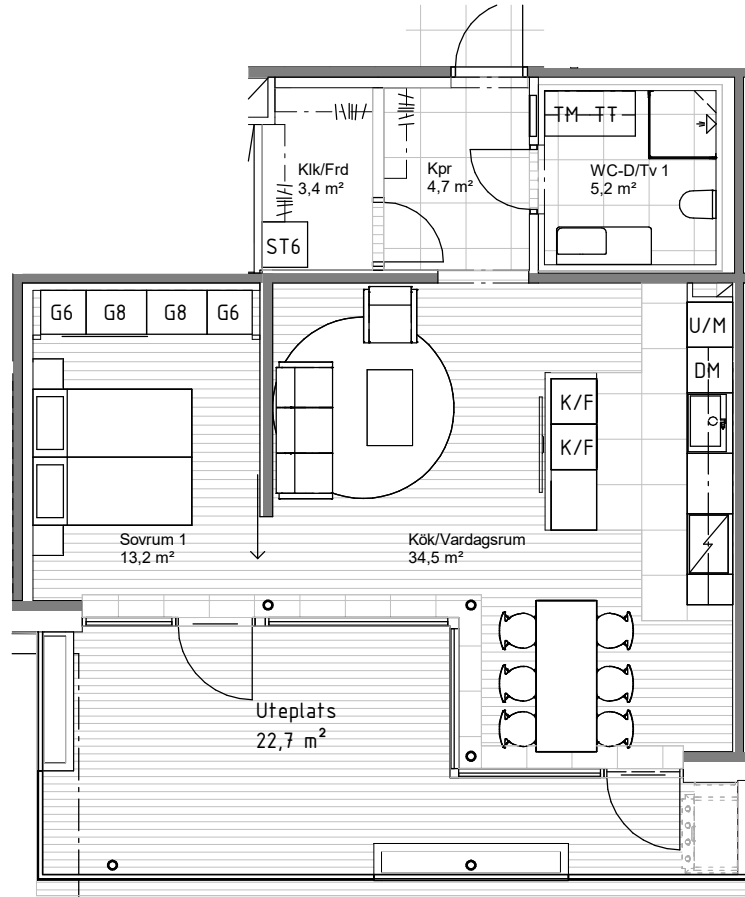 TM TT
Klk/Frd
3,4 m²
Kpr
4,7 m²
WC-D/Tv 1
5,2 m²
ST6
G6 G8 G8 G6
U/M
DM
K/F
K/F
Sovrum 1
13,2 m²
Kök/Vardagsrum
34,5 m²
Uteplats
22,7 m²